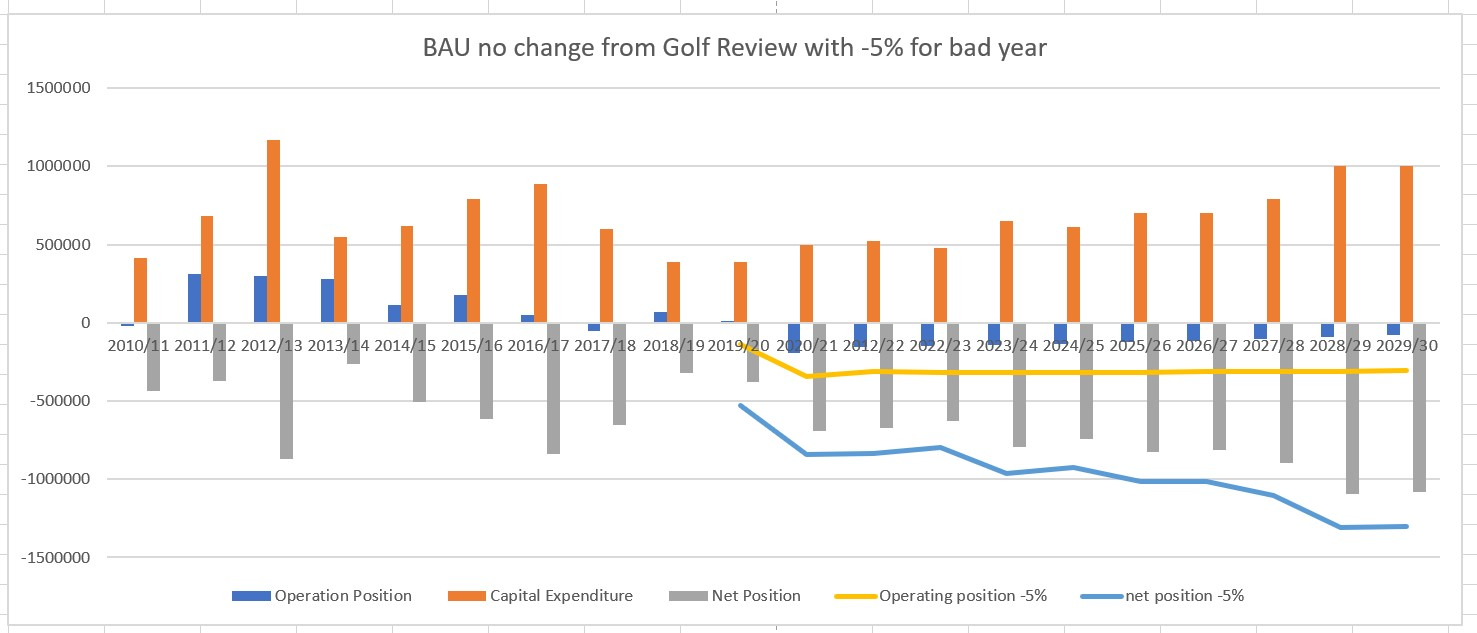 BAU no change from Golf Review with -5% for bad year
1500000
1000000
500000
0
-500000
-1000000
-1500000
2010/11 2011/12 2012/13 2013/14 2014/15 2015/16 2016/17 2017/18 2018/19 2019/20 2020/21 2012/22 2022/23 2023/24 2024/25 2025/26 2026/27 2027/28 2028/29 2029/30
Operation Position Capital Expenditure Net Position Operating position -5% net position -5%